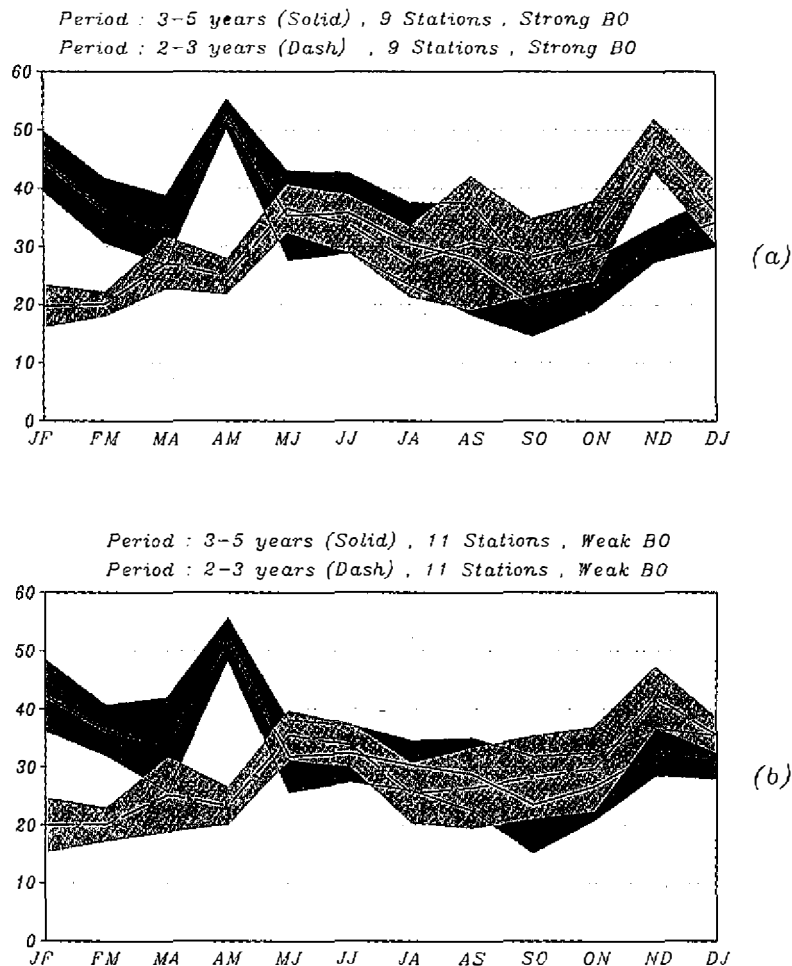 Period : 3-5 years (Solid) , 9 Stations , Strong BO
Period : 2-3 years (Dash) , 9 Stations , Strong BO
60
50
40
30
20
10
0
JF FM MA AM MJ JJ JA AS SO ON ND DJ
(a)
Period : 3-5 years (Solid) , 11 Stations , Weak BO
Period : 2-3 years (Dash) , 11 Stations , Weak BO
60
50
40
30
20
10
0
JF FM MA AM MJ JJ JA AS SO ON ND DJ
(b)